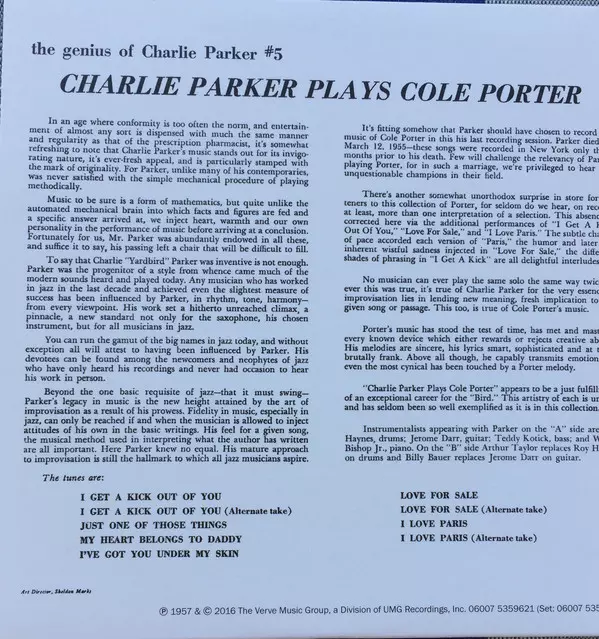 the genius of Charlie Parker #5
CHARLIE PARKER PLAYS COLE PORTER
In an age where conformity is too often the norm, and entertain-
ment of almost any sort is dispensed with much the same manner
and regularity as that of the prescription pharmacist, it's somewhat
refreshing to note that Charlie Parker's music stands out for its invigo-
rating nature, it's ever-fresh appeal, and is particularly stamped with
the mark of originality. For Parker, unlike many of his contemporaries,
was never satisfied with the simple mechanical procedure of playing
methodically.
Music to be sure is a form of mathematics, but quite unlike the
automated mechanical brain into which facts and figures are fed and
a specific answer arrived at, we inject heart, warmth and our own
personality in the performance of music before arriving at a conclusion.
Fortunately for us, Mr. Parker was abundantly endowed in all these,
and suffice it to say, his passing left a chair that will be difficult to fill.
To say that Charlie "Yardbird" Parker was inventive is not enough.
Parker was the progenitor of a style from whence came much of the
modern sounds heard and played today. Any musician who has worked
in jazz in the last decade and achieved even the slightest measure of
success has been influenced by Parker, in rhythm, tone, harmony—
from every viewpoint. His work set a hitherto unreached climax, a
pinnacle, a new standard not only for the saxophone, his chosen
instrument, but for all musicians in jazz.
You can run the gamut of the big names in jazz today, and without
exception all will attest to having been influenced by Parker. His
devotees can be found among the newcomers and neophytes of jazz
who have only heard his recordings and never had occasion to hear
his work in person.
Beyond the one basic requisite of jazz—that it must swing—
Parker's legacy in music is the new height attained by the art of
improvisation as a result of his prowess. Fidelity in music, especially in
jazz, can only be reached if and when the musician is allowed to inject
attitudes of his own in the basic writings. His feel for a given song,
the musical method used in interpreting what the author has written
are all important. Here Parker knew no equal. His mature approach
to improvisation is still the hallmark to which all jazz musicians aspire.
It's fitting somehow that Parker should have chosen to record
music of Cole Porter in this his last recording session. Parker died
March 12, 1955—these songs were recorded in New York only th
months prior to his death. Few will challenge the relevancy of Par
playing Porter, for in such a marriage, we're privileged to hear
unquestionable champions in their field.
There's another somewhat unorthodox surprise in store for
teners to this collection of Porter, for seldom do we hear, on reco
at least, more than one interpretation of a selection. This absenc
corrected here via the additional performances of "I Get A K
Out Of You," "Love For Sale," and "I Love Paris." The subtle cha
of pace accorded each version of "Paris," the humor and later
inherent wistful sadness injected in "Love For Sale," the diffe
shades of phrasing in "I Get A Kick" are all delightful interludes
No musician can ever play the same solo the same way twic
ever this was true, it's true of Charlie Parker for the very essenc
improvisation lies in lending new meaning, fresh implication to
given song or passage. This too, is true of Cole Porter's music.
Porter's music has stood the test of time, has met and mast
every known device which either rewards or rejects creative ab
His melodies are sincere, his lyrics smart, sophisticated and at t
brutally frank. Above all though, he capably transmits emotion
even the most cynical has been touched by a Porter melody.
"Charlie Parker Plays Cole Porter" appears to be a just fulfill
of an exceptional career for the "Bird." This artistry of each is un
and has seldom been so well exemplified as it is in this collection.
Instrumentalists appearing with Parker on the "A" side are
Haynes, drums; Jerome Darr, guitar; Teddy Kotick, bass; and W
Bishop Jr., piano. On the "B" side Arthur Taylor replaces Roy H
on drums and Billy Bauer replaces Jerome Darr on guitar.
The tunes are:
I GET A KICK OUT OF YOU
I GET A KICK OUT OF YOU (Alternate take)
JUST ONE OF THOSE THINGS
MY HEART BELONGS TO DADDY
I'VE GOT YOU UNDER MY SKIN
LOVE FOR SALE
LOVE FOR SALE (Alternate take)
I LOVE PARIS
I LOVE PARIS (Alternate take)
Art Director, Sheldon Marks
℗ 1957 & © 2016 The Verve Music Group, a Division of UMG Recordings, Inc. 06007 5359621 (Set: 06007 535